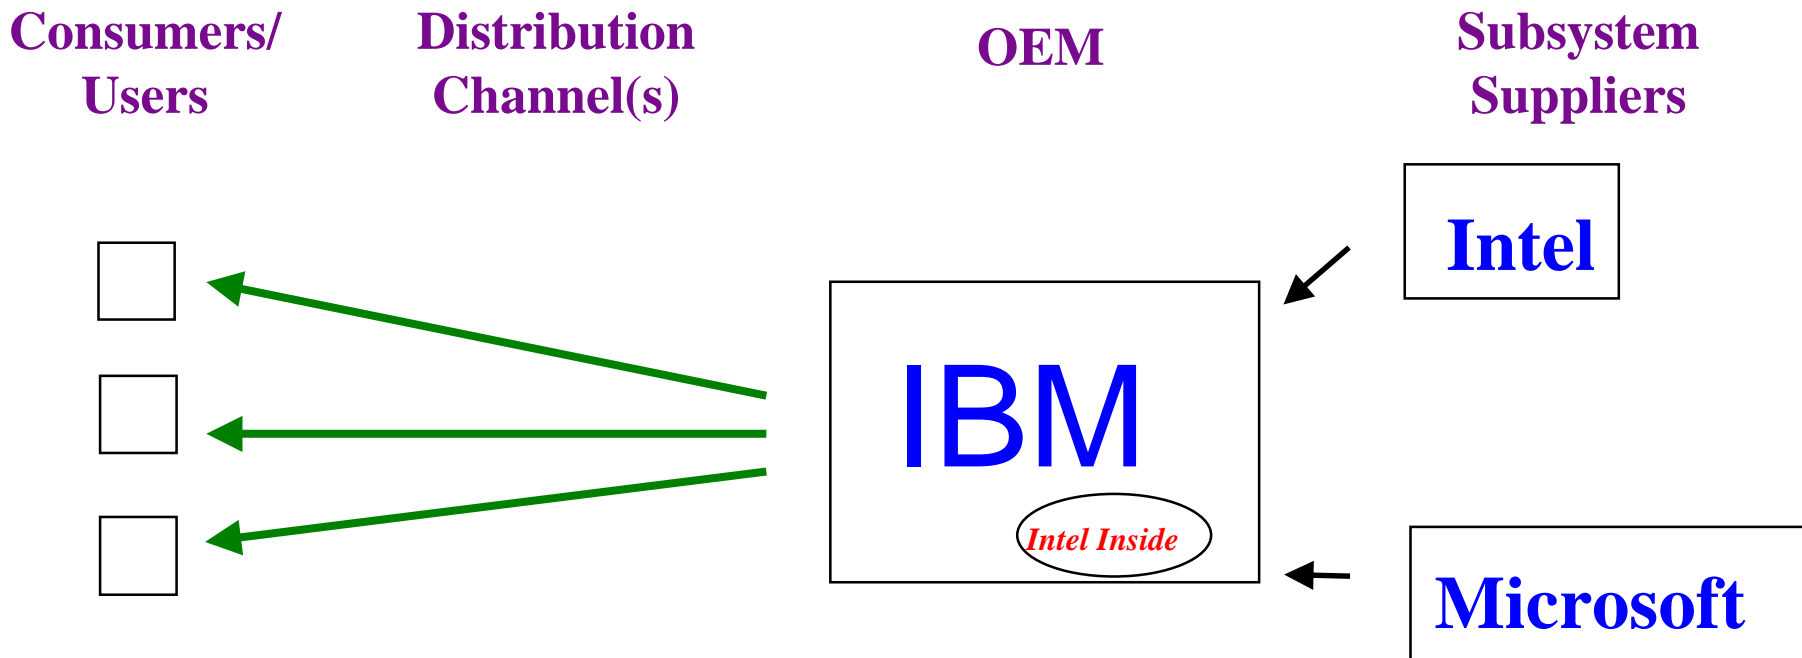 Consumers/
Users
Distribution
Channel(s)
OEM
Subsystem
Suppliers
Intel
IBM
Intel Inside
Microsoft